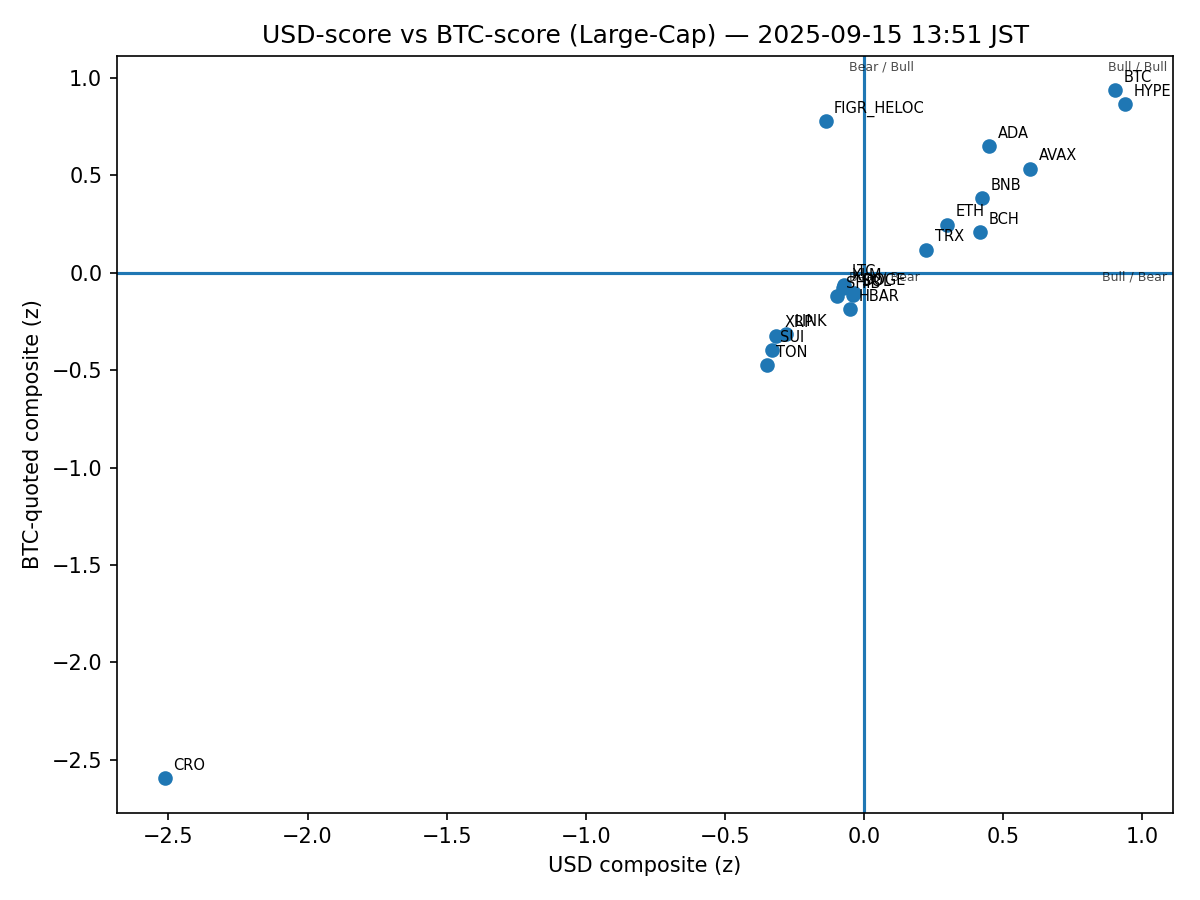 USD-score vs BTC-score (Large-Cap) — 2025-09-15 13:51 JST
Bear / Bull
Bull / Bull
BTC
HYPE
FIGR_HELOC
ADA
AVAX
BNB
ETH
BCH
TRX
Bull / Bear
HBAR
XRP
LINK
SUI
TON
CRO
1.0
0.5
0.0
−0.5
−1.0
−1.5
−2.0
−2.5
BTC-quoted composite (z)
−2.5
−2.0
−1.5
−1.0
−0.5
0.0
0.5
1.0
USD composite (z)